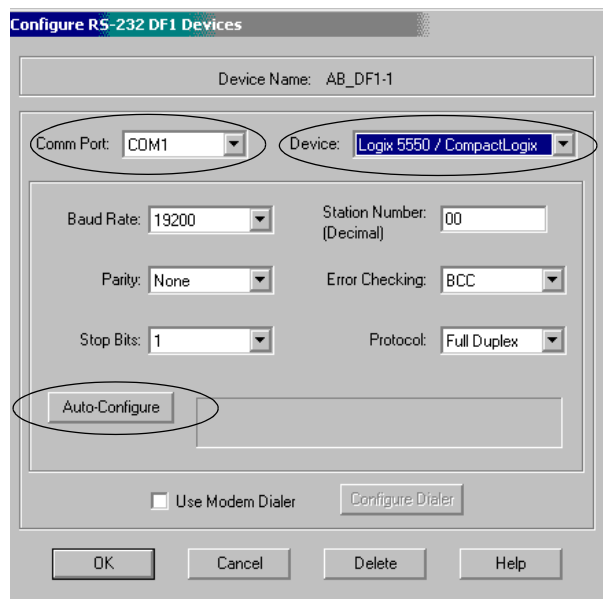 Configure RS-232 DF1 Devices
Device Name: AB_DF1-1
Comm Port: COM1 Device: Logix 5550 / CompactLogix
Baud Rate: 19200 Station Number: (Decimal) 00
Parity: None Error Checking: BCC
Stop Bits: 1 Protocol: Full Duplex
Auto-Configure
Use Modem Dialer Configure Dialer
OK Cancel Delete Help